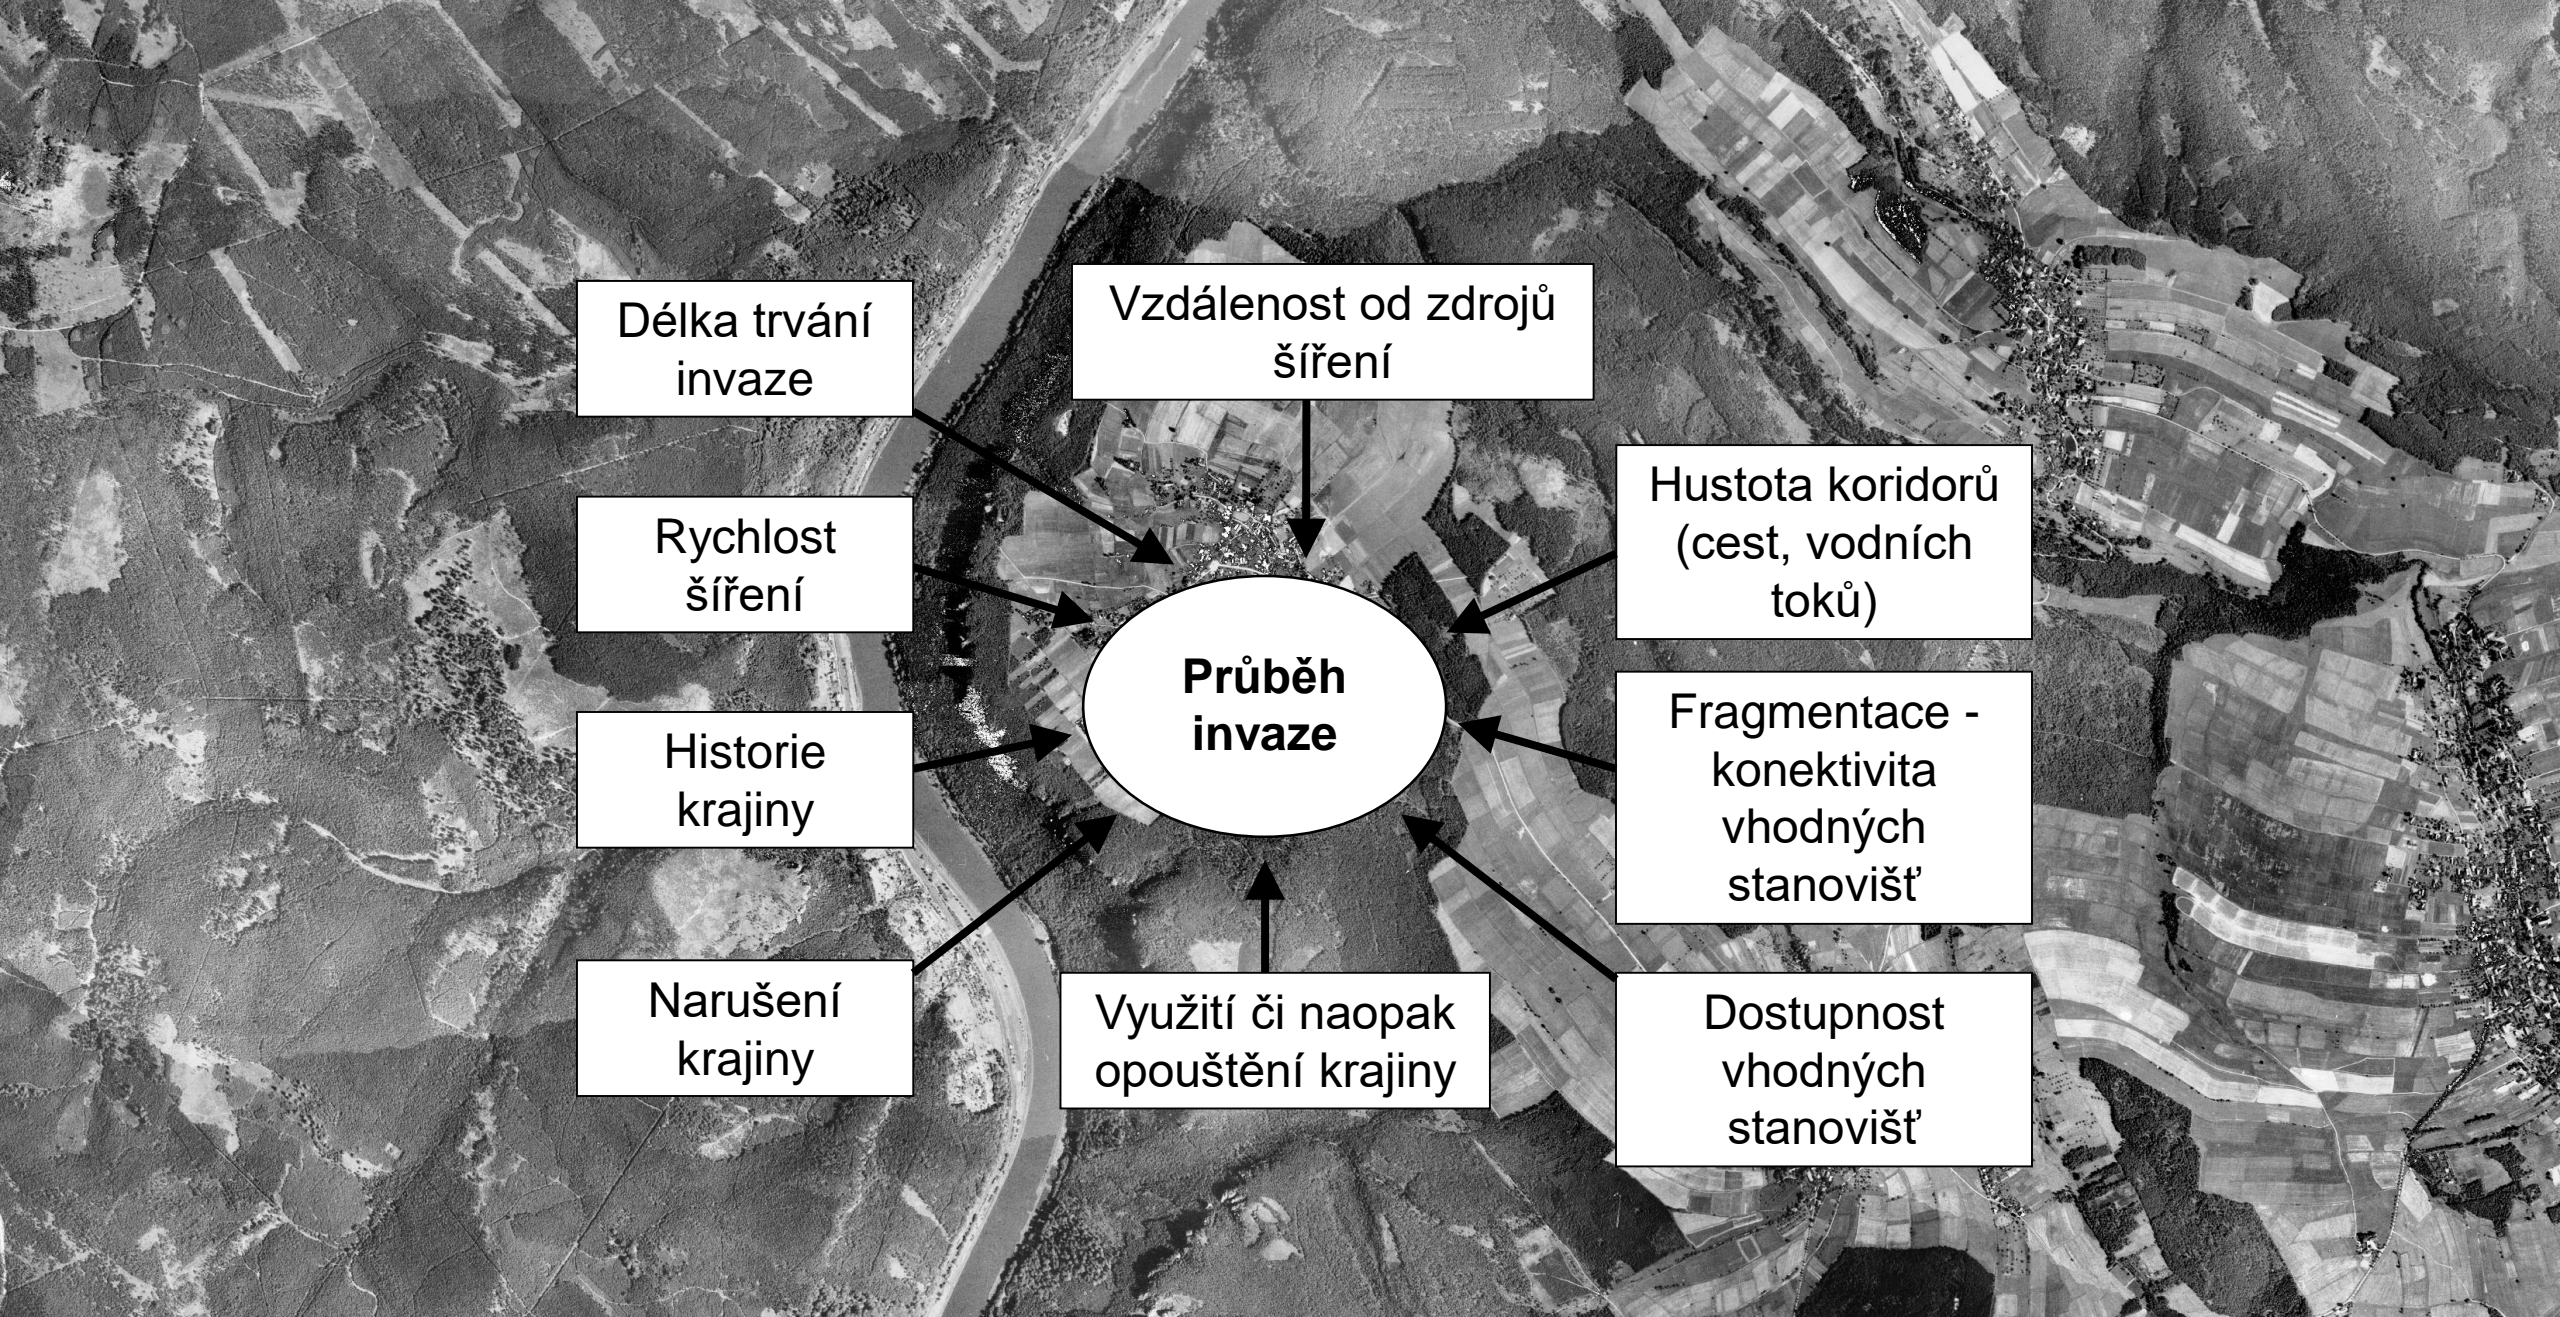 Délka trvání
invaze
Vzdálenost od zdrojů
šíření
Rychlost
šíření
Hustota koridorů
(cest, vodních
toků)
Průběh
invaze
Historie
krajiny
Fragmentace -
konektivita
vhodných
stanovišť
Narušení
krajiny
Využití či naopak
opouštění krajiny
Dostupnost
vhodných
stanovišť